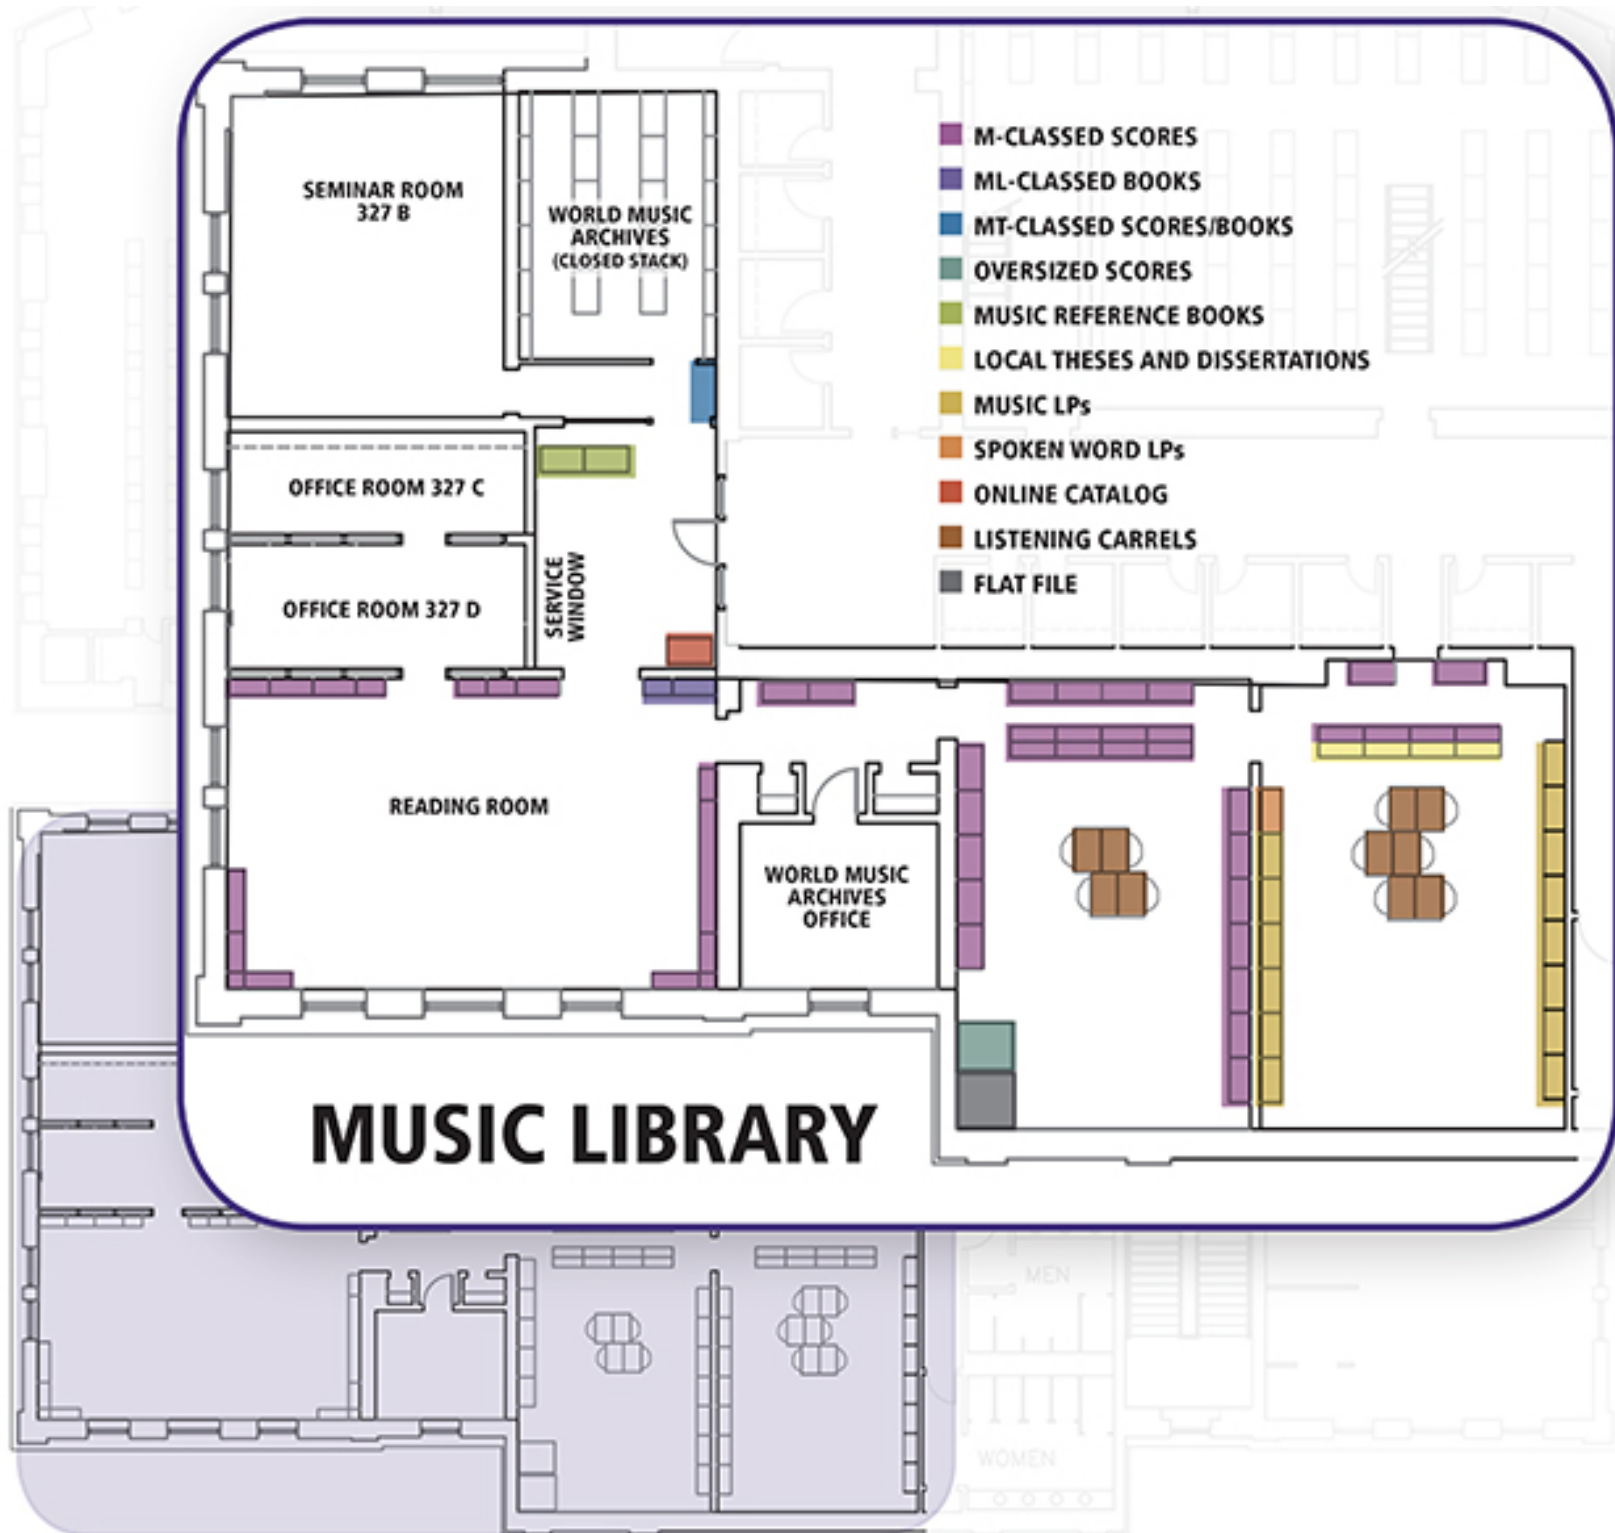 SEMINAR ROOM
327 B
WORLD MUSIC
ARCHIVES
(CLOSED STACK)
M-CLASSED SCORES
ML-CLASSED BOOKS
MT-CLASSED SCORES/BOOKS
OVERSIZED SCORES
MUSIC REFERENCE BOOKS
LOCAL THESES AND DISSERTATIONS
MUSIC LPs
SPOKEN WORD LPs
ONLINE CATALOG
LISTENING CARRELS
FLAT FILE
OFFICE ROOM 327 C
OFFICE ROOM 327 D
SERVICE
WINDOW
READING ROOM
WORLD MUSIC
ARCHIVES
OFFICE
MUSIC LIBRARY
MEN
WOMEN